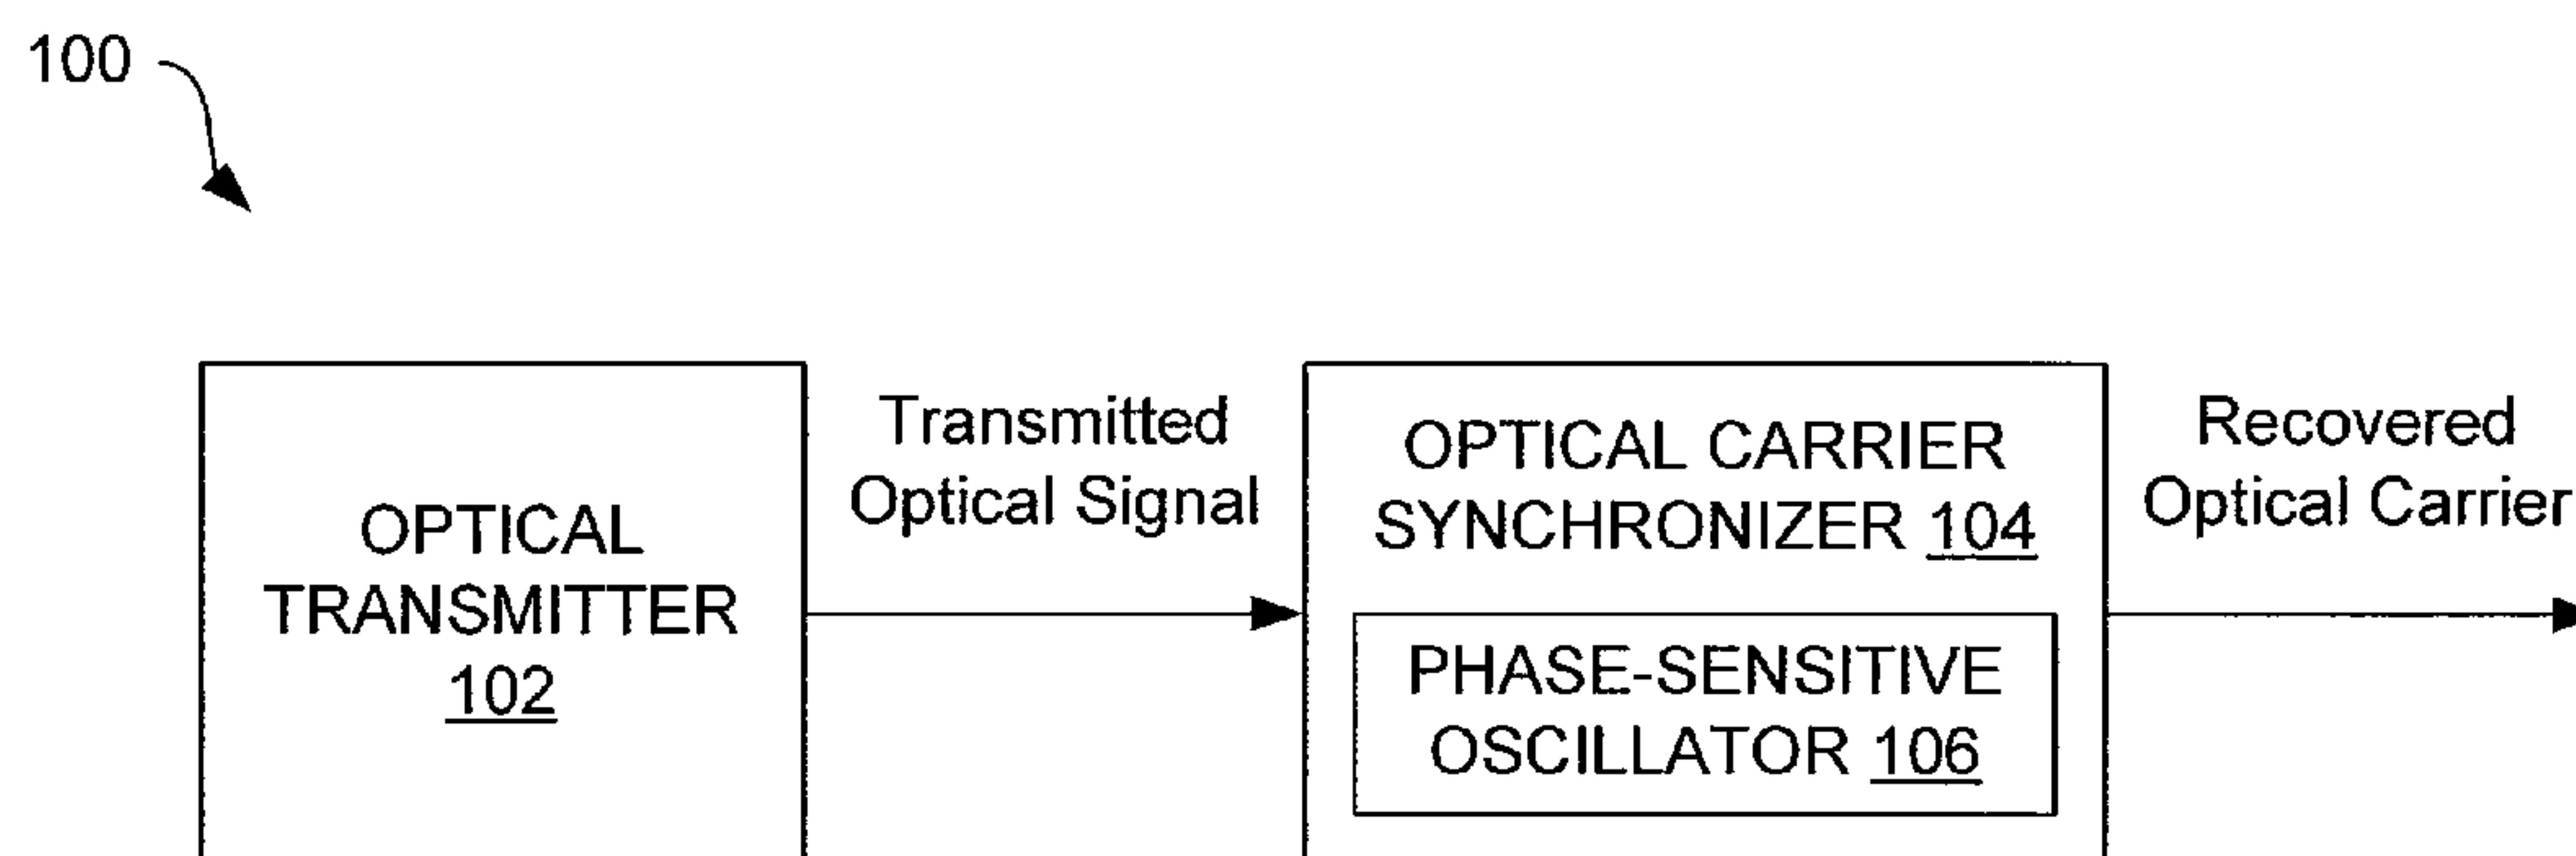 100
OPTICAL
TRANSMITTER
102
Transmitted
Optical Signal
OPTICAL CARRIER
SYNCHRONIZER 104
PHASE-SENSITIVE
OSCILLATOR 106
Recovered
Optical Carrier